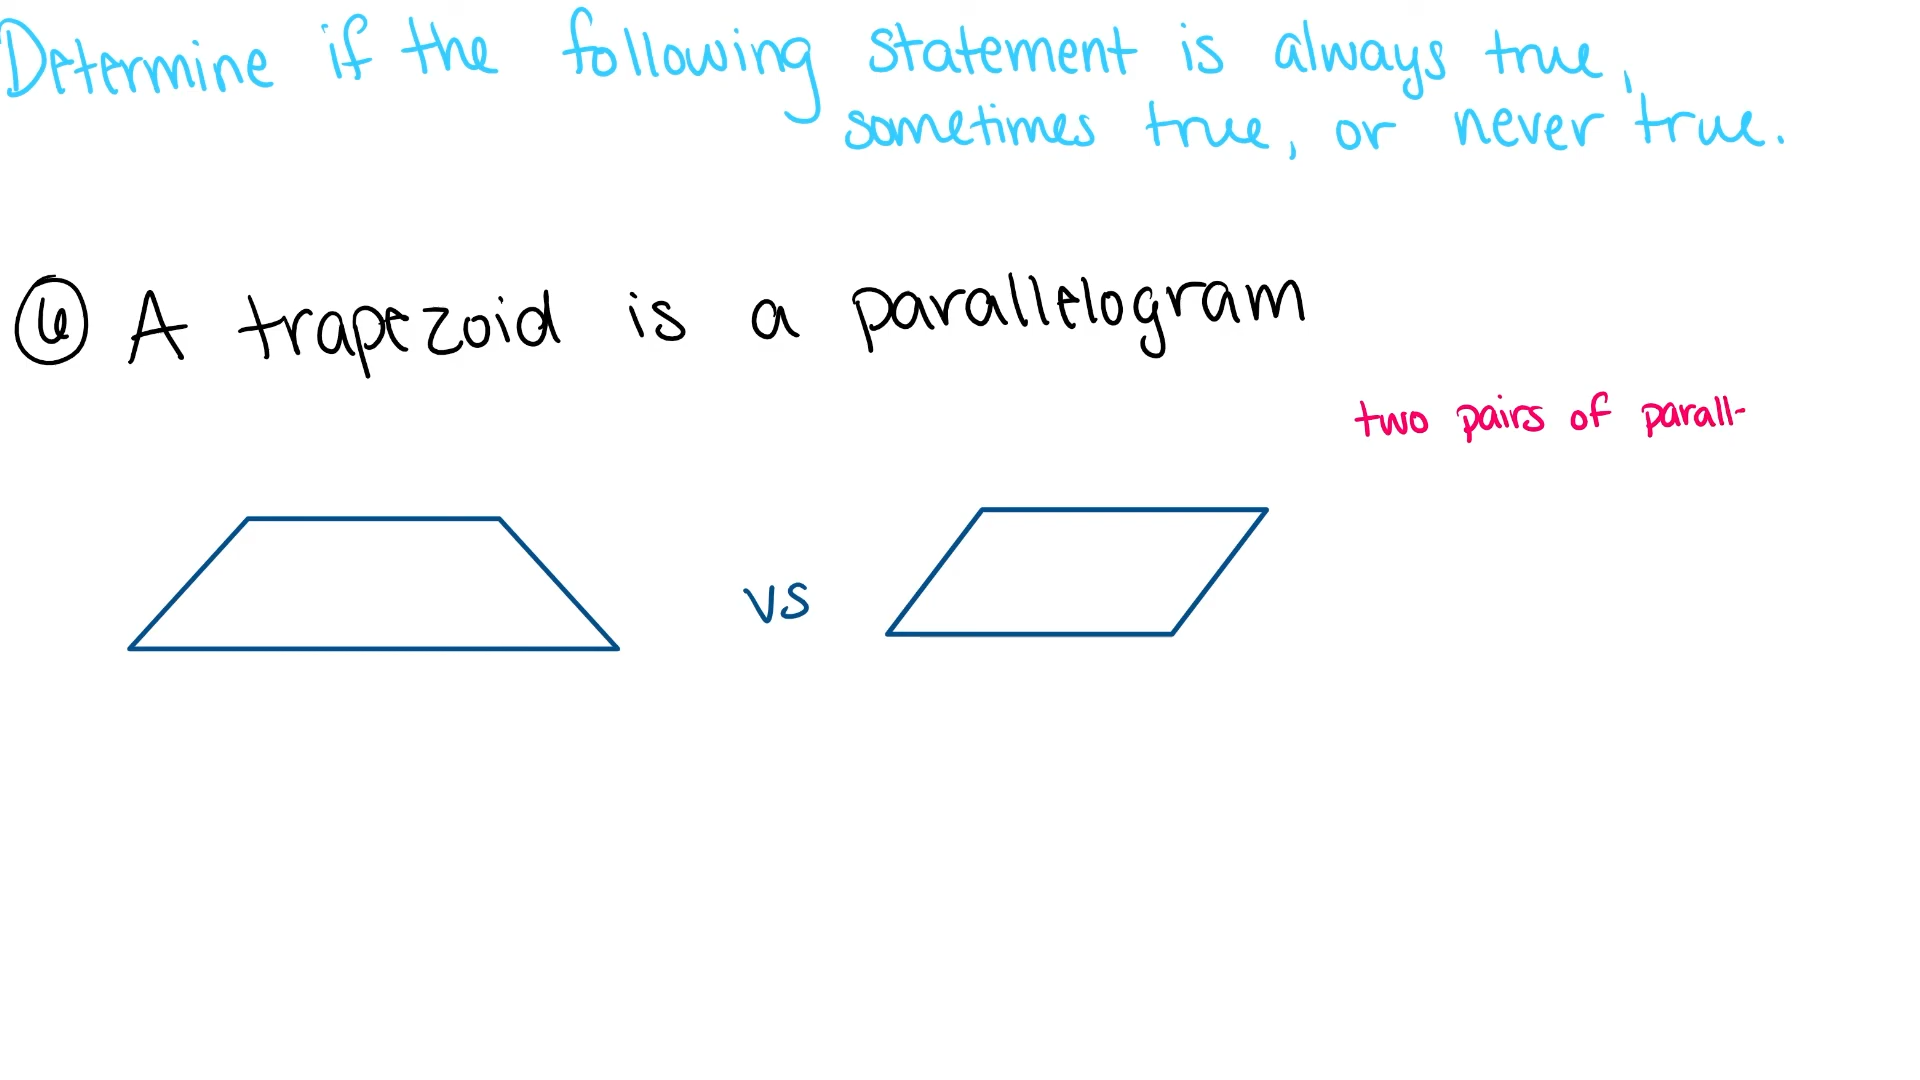 Determine if the following statement is always true,
sometimes true, or never true.
6 A trapezoid is a parallelogram
two pairs of parall-
vs